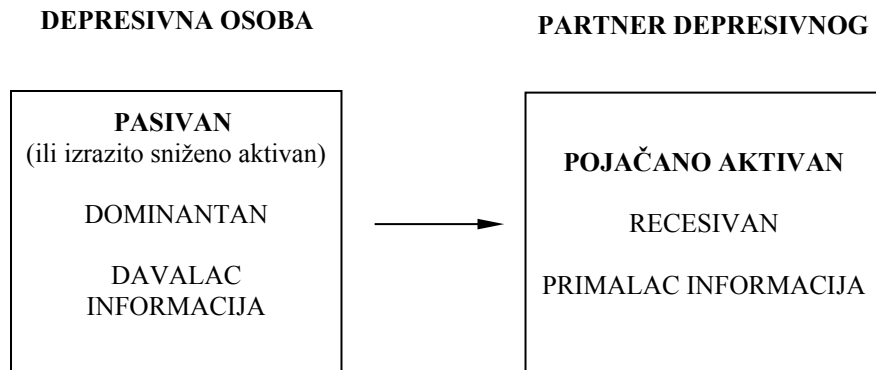 DEPRESIVNA OSOBA
PARTNER DEPRESIVNOG
PASIVAN
(ili izrazito sniženo aktivan)
DOMINANTAN
DAVALAC
INFORMACIJA
POJAČANO AKTIVAN
RECESIVAN
PRIMALAC INFORMACIJA